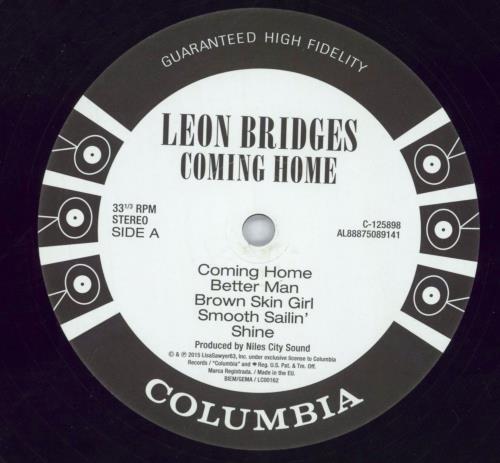 GUARANTEED HIGH FIDELITY
LEON BRIDGES
COMING HOME
33 1/3 RPM
STEREO
SIDE A
C-125898
AL88875089141
Coming Home
Better Man
Brown Skin Girl
Smooth Sailin'
Shine
Produced by Niles City Sound
© & ℗ 2015 LisaSawyer63, Inc. under exclusive license to Columbia
Records / "Columbia" and Reg. U.S. Pat. & Tm. Off.
Marca Registrada. / Made in the EU.
BIEM/GEMA / LC00162
COLUMBIA